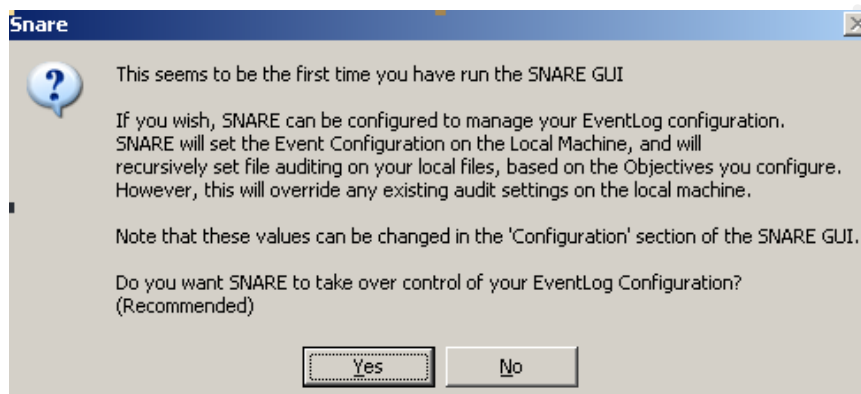 Snare
This seems to be the first time you have run the SNARE GUI
If you wish, SNARE can be configured to manage your EventLog configuration.
SNARE will set the Event Configuration on the Local Machine, and will
recursively set file auditing on your local files, based on the Objectives you configure.
However, this will override any existing audit settings on the local machine.
Note that these values can be changed in the 'Configuration' section of the SNARE GUI.
Do you want SNARE to take over control of your EventLog Configuration?
(Recommended)
Yes
No